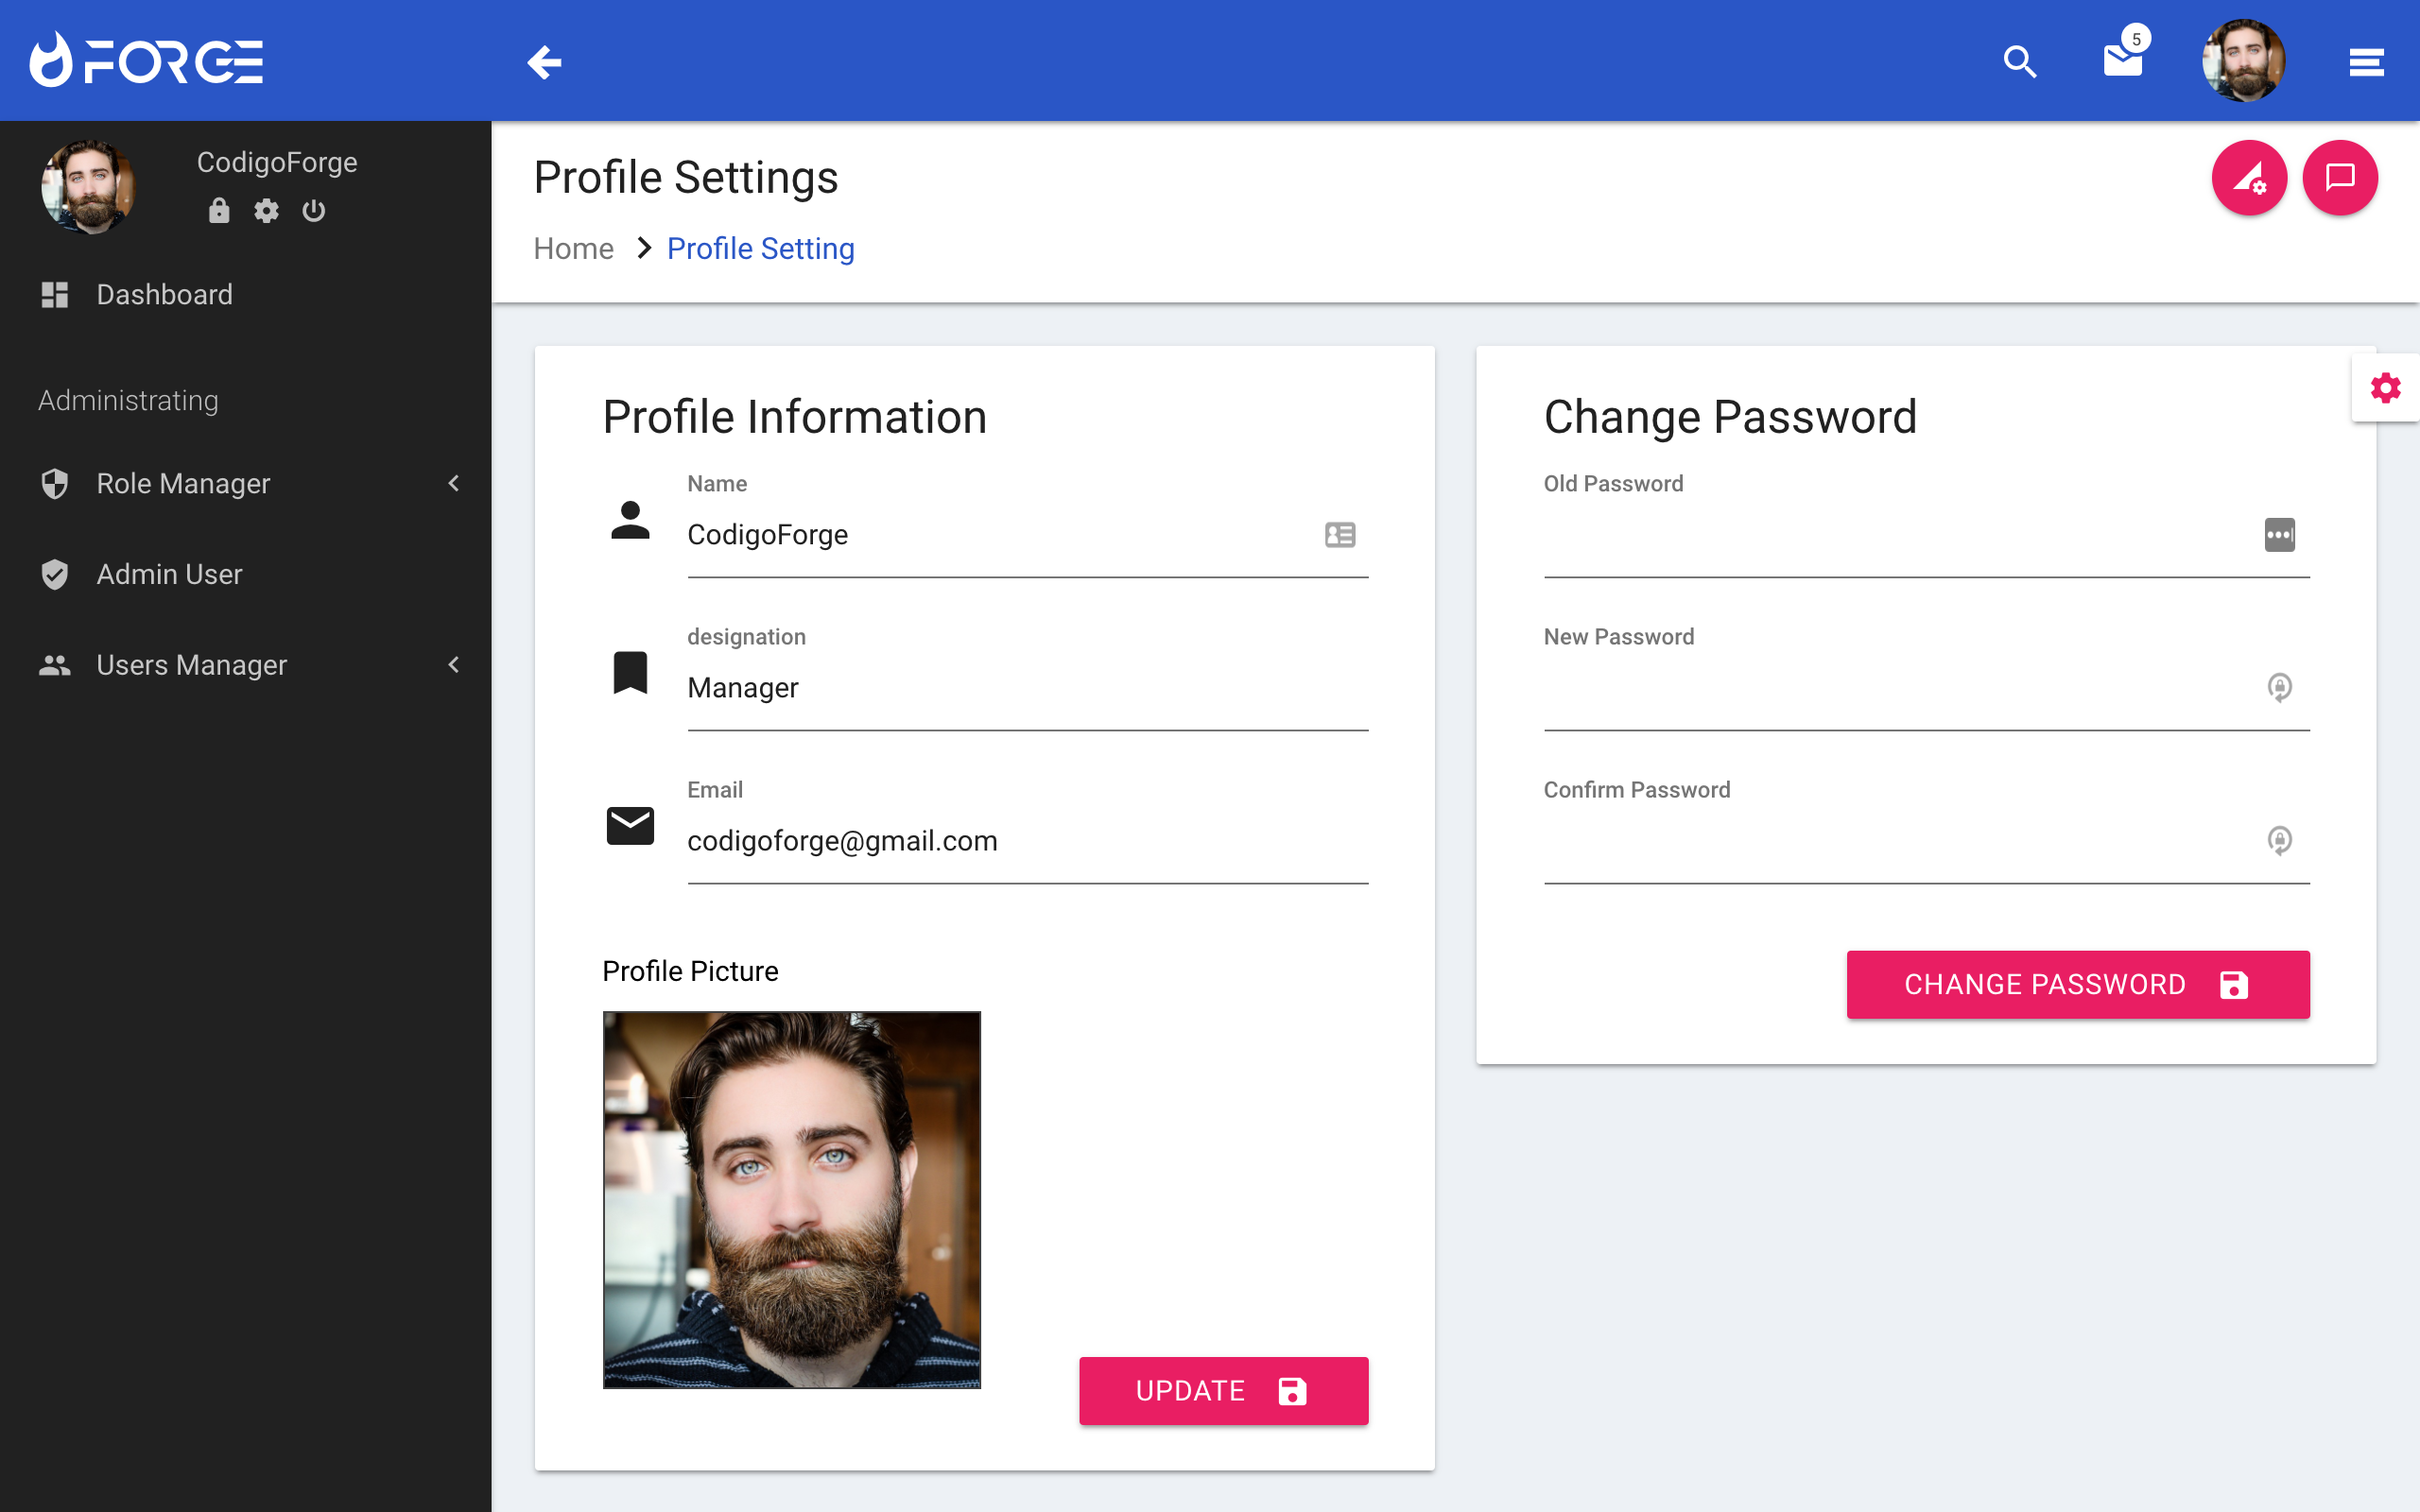 FORGE
5
CodigoForge
Dashboard
Administrating
Role Manager
Admin User
Users Manager
Profile Settings
Home Profile Setting
Profile Information
Name
CodigoForge
designation
Manager
Email
codigoforge@gmail.com
Profile Picture
UPDATE
Change Password
Old Password
New Password
Confirm Password
CHANGE PASSWORD